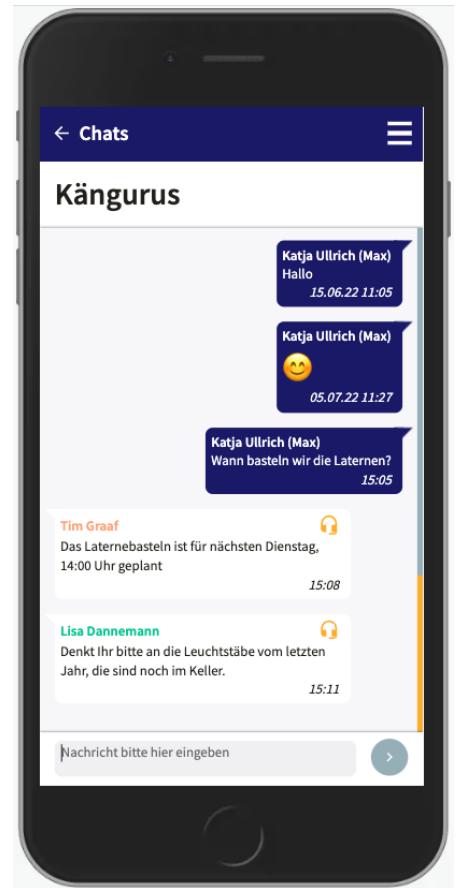 ← Chats
Kängurus
Katja Ullrich (Max)
Hallo
15.06.22 11:05
Katja Ullrich (Max)
😊
05.07.22 11:27
Katja Ullrich (Max)
Wann basteln wir die Laternen?
15:05
Tim Graaf
Das Laternebasteln ist für nächsten Dienstag,
14:00 Uhr geplant
15:08
Lisa Dannemann
Denkt Ihr bitte an die Leuchtstäbe vom letzten
Jahr, die sind noch im Keller.
15:11
Nachricht bitte hier eingeben